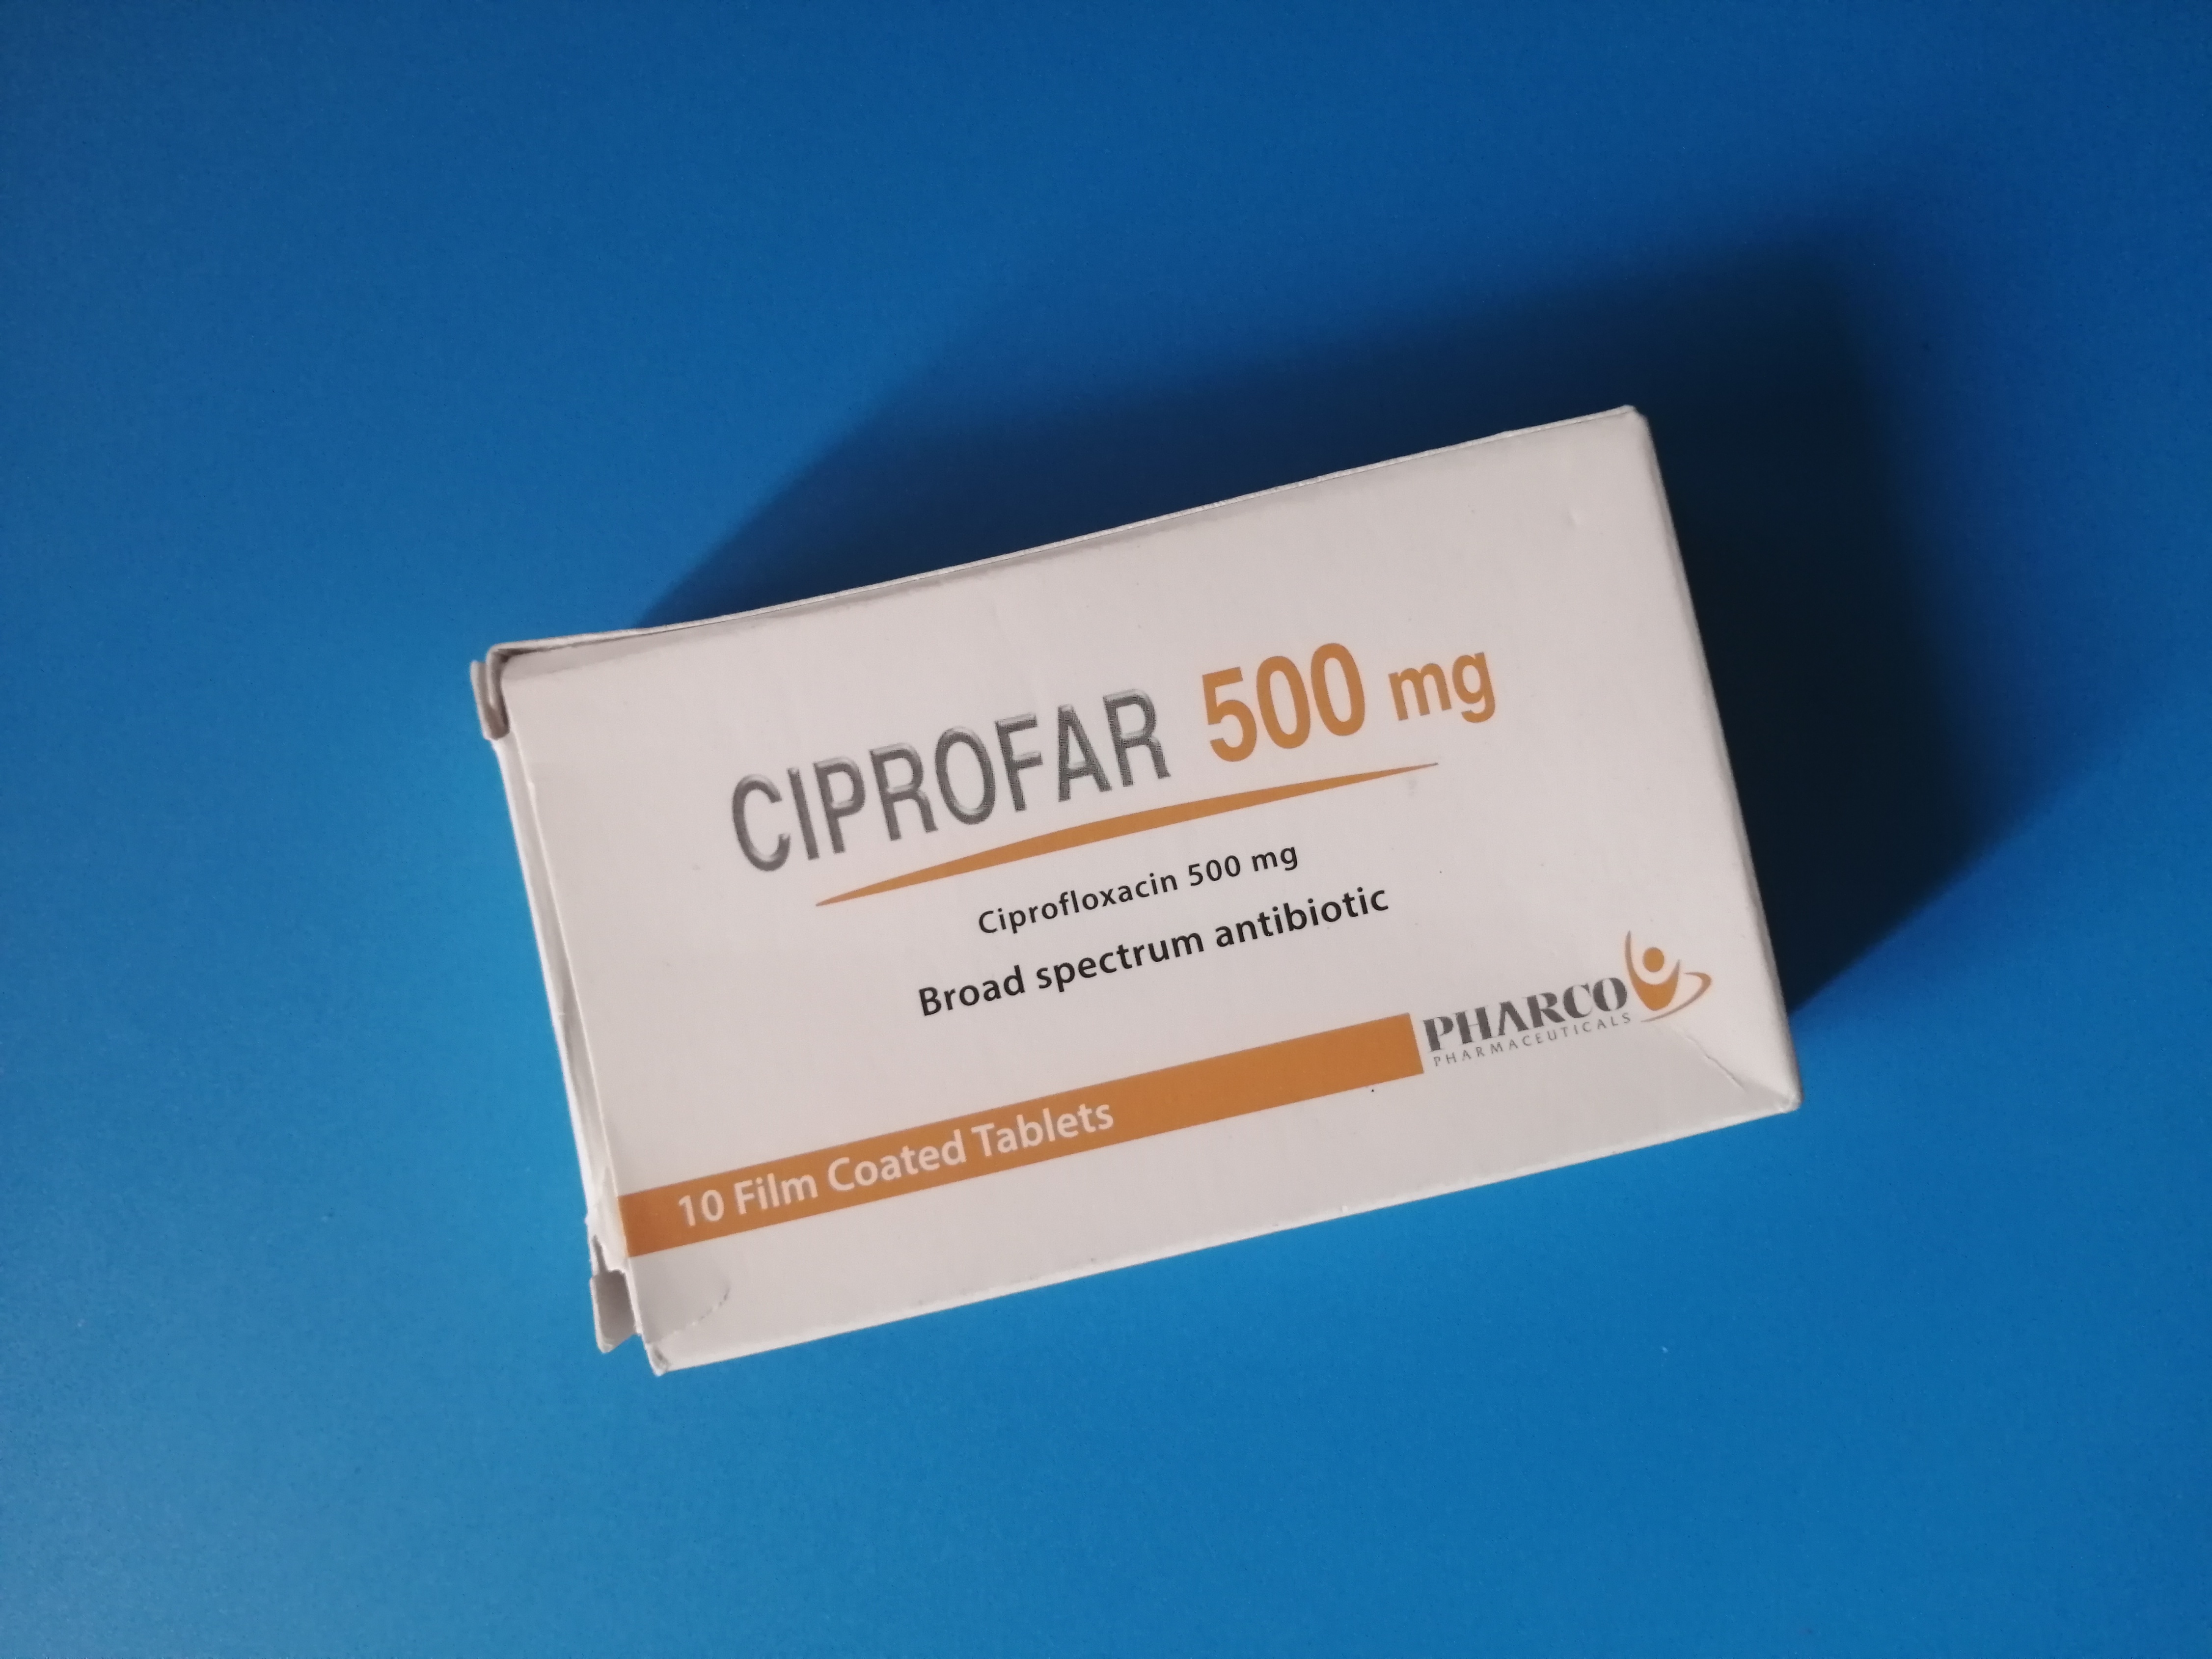 CIPROFAR 500 mg
Ciprofloxacin 500 mg
Broad spectrum antibiotic
PHARCO
PHARMACEUTICALS
10 Film Coated Tablets